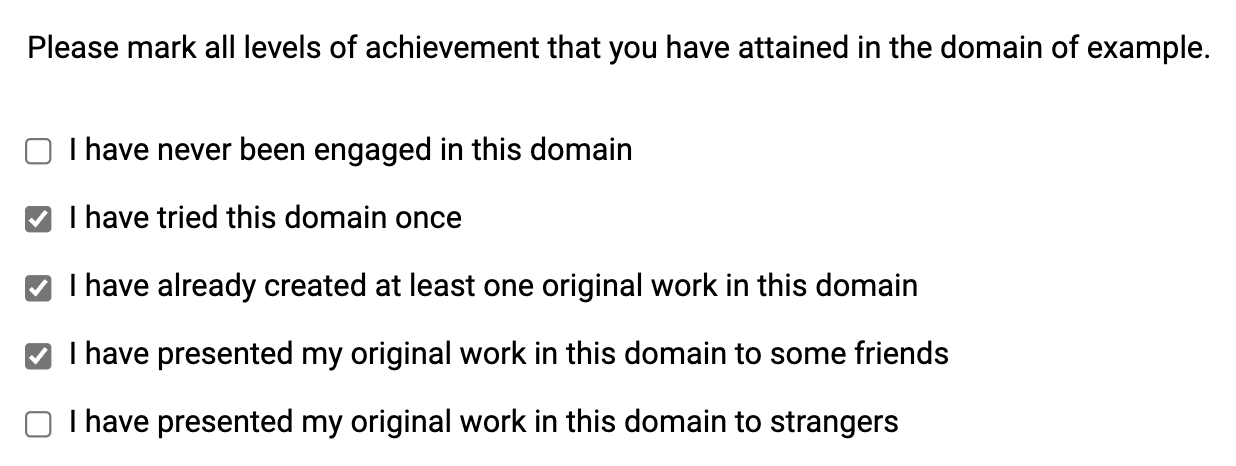 Please mark all levels of achievement that you have attained in the domain of example.
I have never been engaged in this domain
I have tried this domain once
I have already created at least one original work in this domain
I have presented my original work in this domain to some friends
I have presented my original work in this domain to strangers